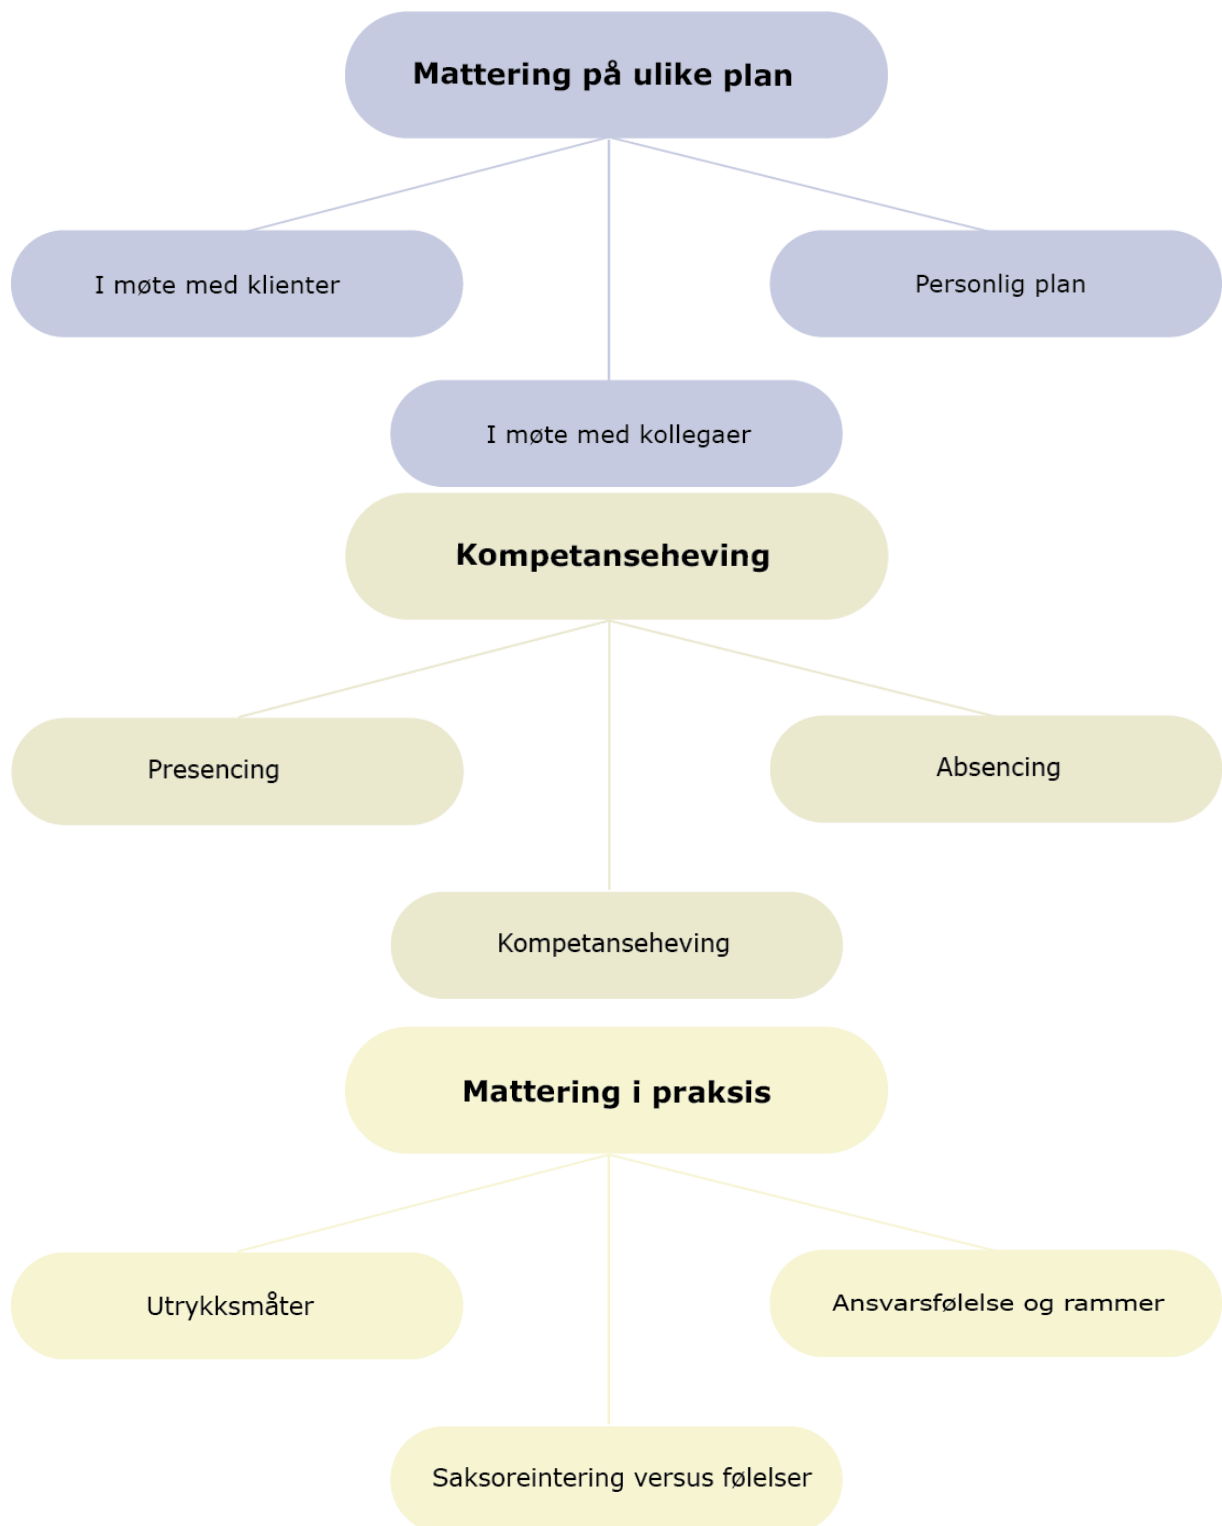 Mattering på ulike plan
I møte med klienter
Personlig plan
I møte med kollegaer
Kompetanseheving
Presencing
Absencing
Kompetanseheving
Mattering i praksis
Utrykksmåter
Ansvarsfølelse og rammer
Saksoreintering versus følelser